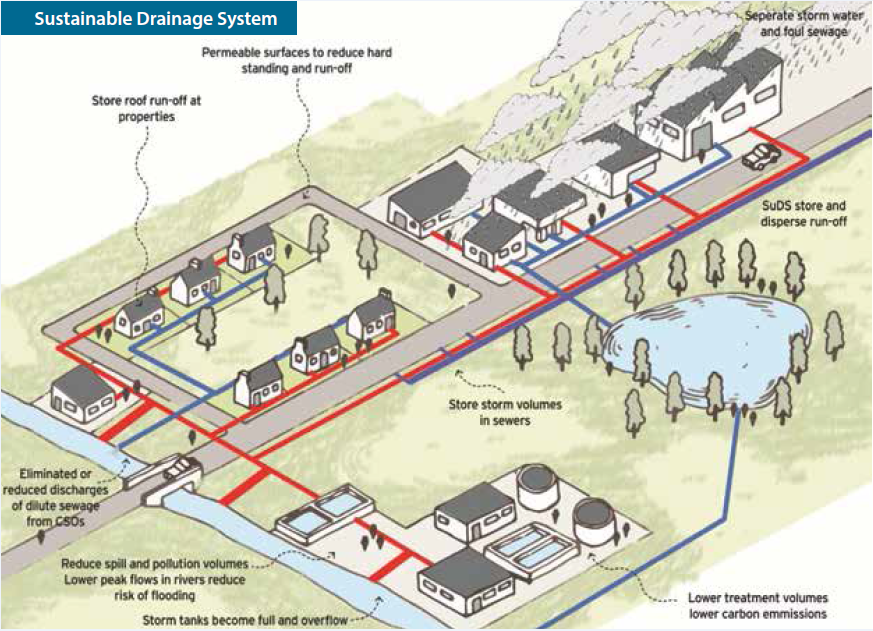 Sustainable Drainage System
Seperate storm water
and foul sewage
Permeable surfaces to reduce hard
standing and run-off
Store roof run-off at
properties
SuDS store and
disperse run-off
Store storm volumes
in sewers
Eliminated or
reduced discharges
of dilute sewage
from CSOs
Reduce spill and pollution volumes
Lower peak flows in rivers reduce
risk of flooding
Storm tanks become full and overflow
Lower treatment volumes
lower carbon emmissions